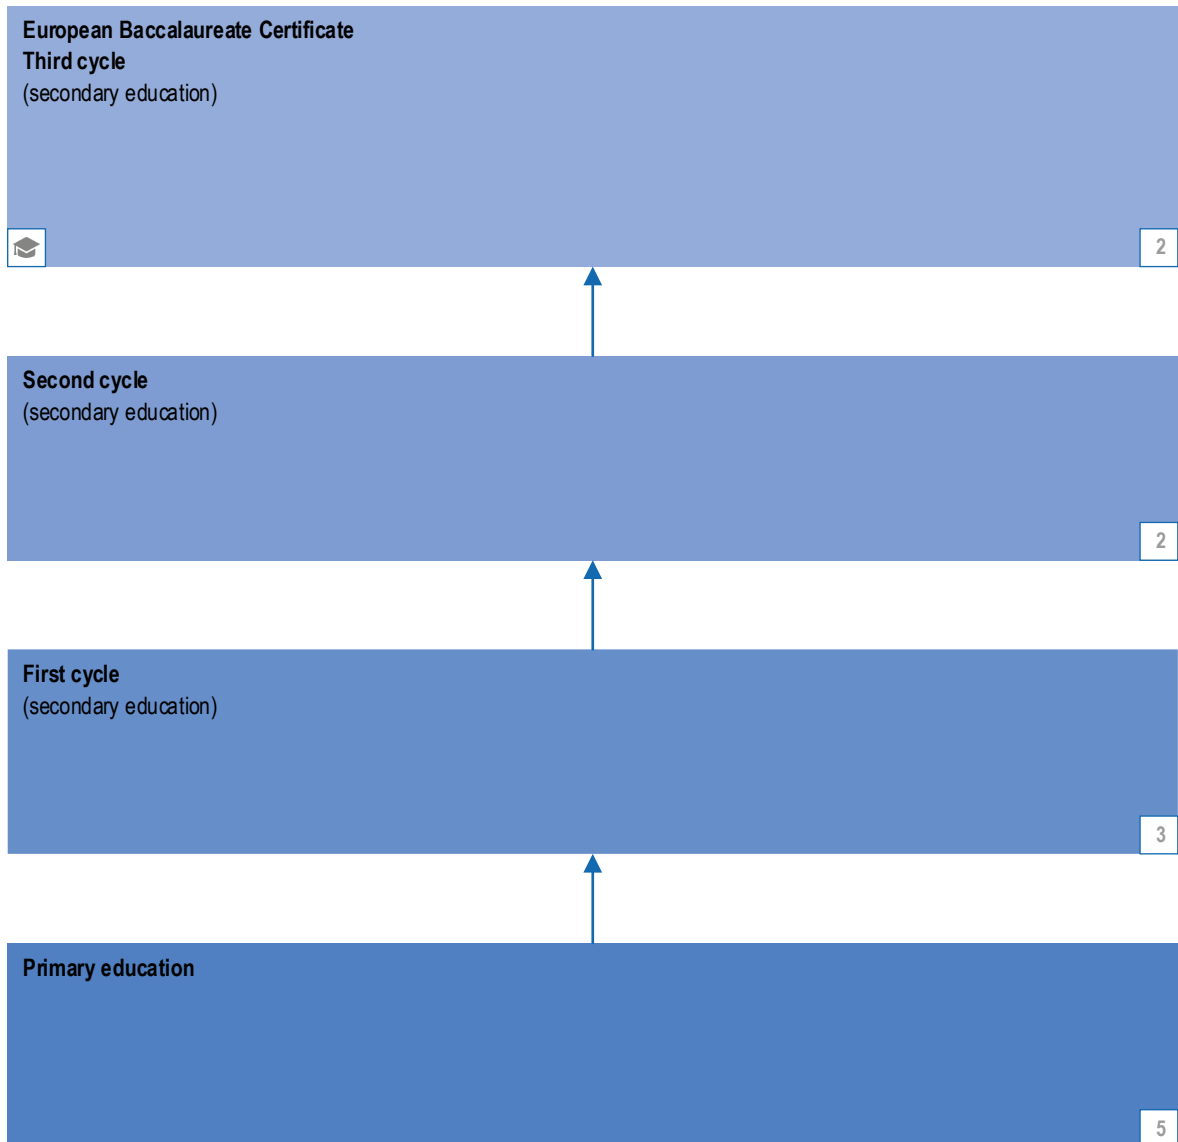 European Baccalaureate Certificate
Third cycle
(secondary education)
2
Second cycle
(secondary education)
2
First cycle
(secondary education)
3
Primary education
5